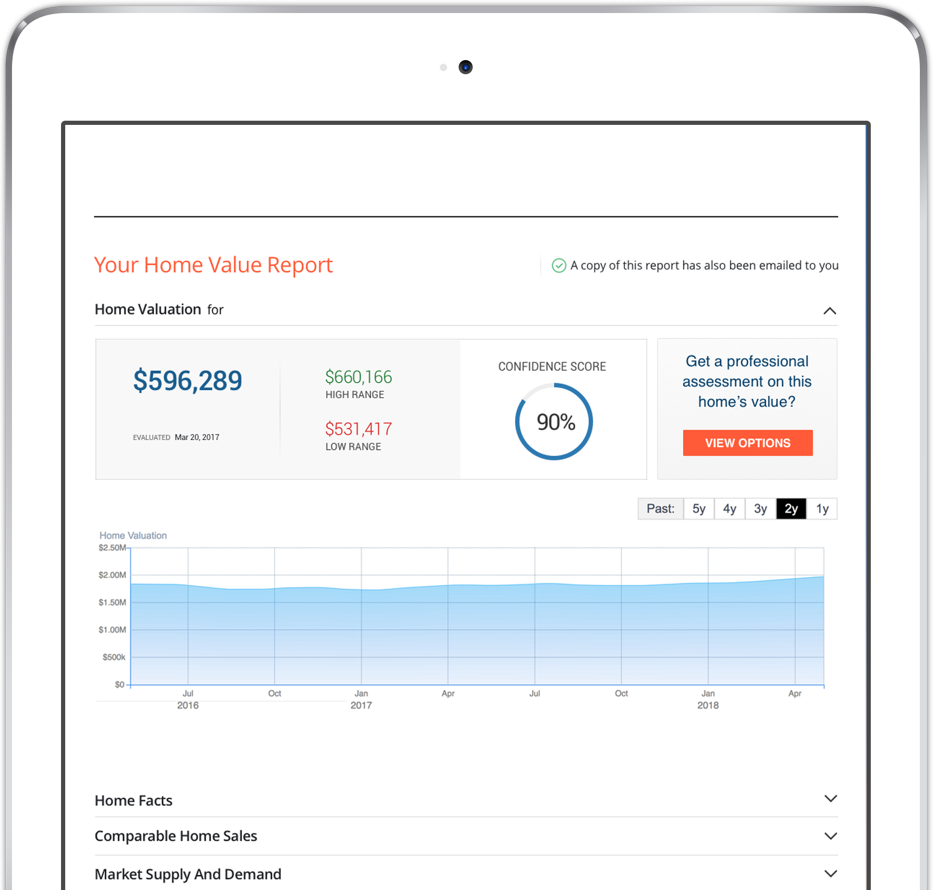 Your Home Value Report
A copy of this report has also been emailed to you
Home Valuation for
$596,289
EVALUATED Mar 20, 2017
$660,166
HIGH RANGE
$531,417
LOW RANGE
CONFIDENCE SCORE
90%
Get a professional
assessment on this
home's value?
VIEW OPTIONS
Past: 5y 4y 3y 2y 1y
Home Valuation
$2.50M
$2.00M
$1.50M
$1.00M
$500k
$0
Jul Oct Jan Apr Jul Oct Jan Apr
2016 2017 2018
Home Facts
Comparable Home Sales
Market Supply And Demand